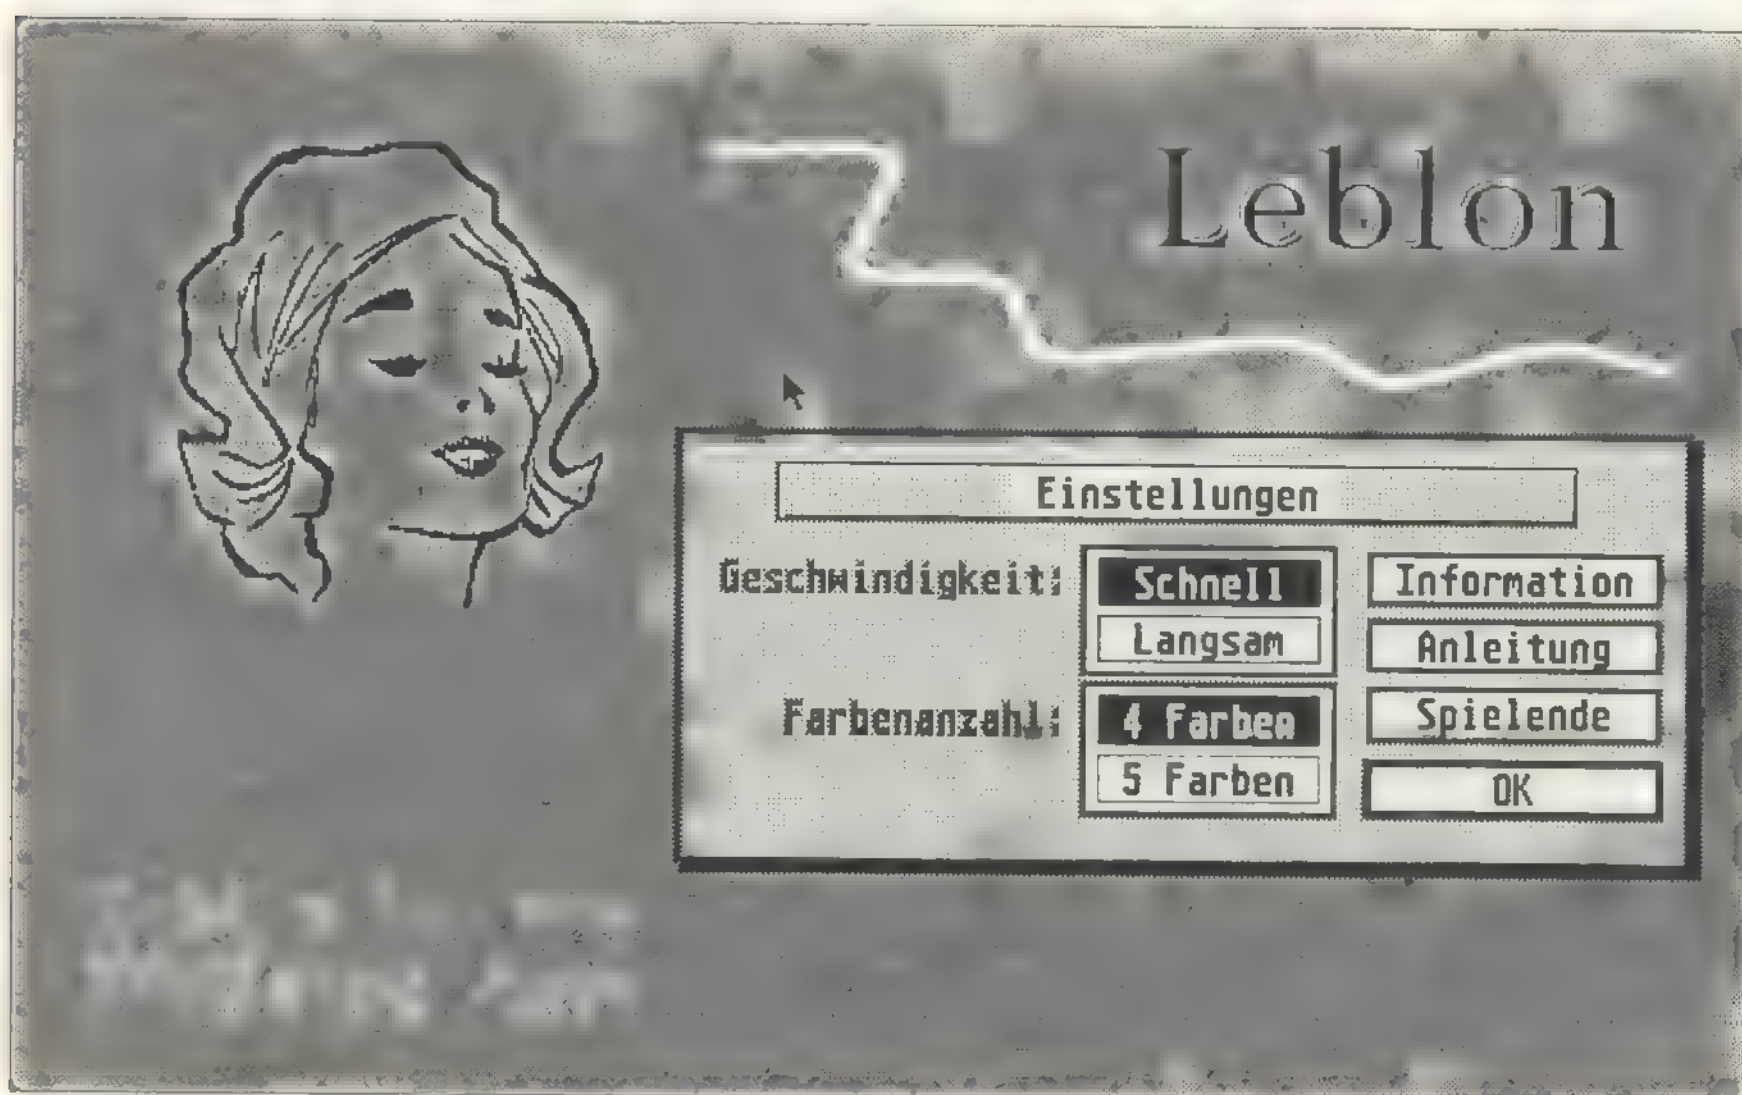 Leblon
Einstellungen
Geschwindigkeit:
Schnell
Langsam
Farbenanzahl:
4 Farben
5 Farben
Information
Anleitung
Spielende
OK